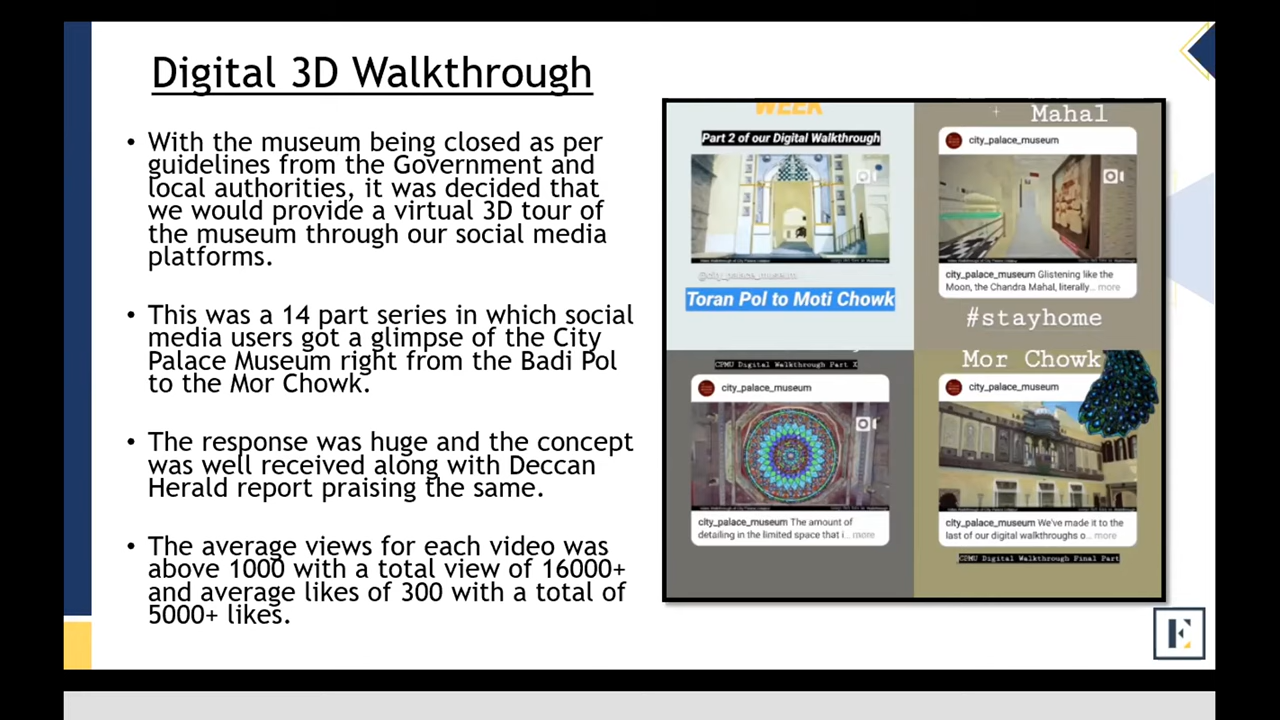 Digital 3D Walkthrough
• With the museum being closed as per
guidelines from the Government and
local authorities, it was decided that
we would provide a virtual 3D tour of
the museum through our social media
platforms.
• This was a 14 part series in which social
media users got a glimpse of the City
Palace Museum right from the Badi Pol
to the Mor Chowk.
• The response was huge and the concept
was well received along with Deccan
Herald report praising the same.
• The average views for each video was
above 1000 with a total view of 16000+
and average likes of 300 with a total of
5000+ likes.
WEEK
Part 2 of our Digital Walkthrough
@city_palace_museum
Toran Pol to Moti Chowk
Mahal
city_palace_museum
city_palace_museum Glistening like the
Moon, the Chandra Mahal, literally... more
#stayhome
CPMU Digital Walkthrough Part X
city_palace_museum
city_palace_museum The amount of
detailing in the limited space that i... more
Mor Chowk
city_palace_museum
city_palace_museum We've made it to the
last of our digital walkthroughs o... more
CPMU Digital Walkthrough Final Part
E